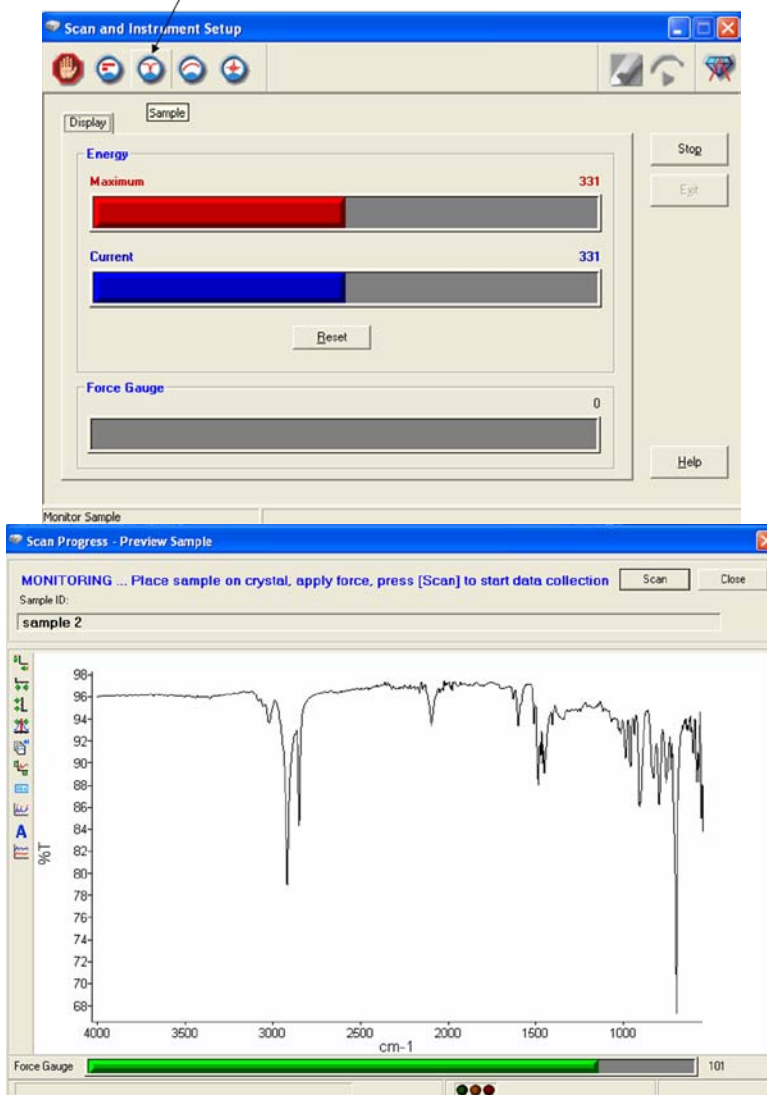 Scan and Instrument Setup
Sample
Display
Energy
Maximum 331
Current 331
Reset
Force Gauge
0
Stop
Exit
Help
Monitor Sample
Scan Progress - Preview Sample
MONITORING ... Place sample on crystal, apply force, press [Scan] to start data collection Scan Close
Sample ID:
sample 2
A
%T
98
96
94
92
90
88
86
84
82
80
78
76
74
72
70
68
4000 3500 3000 2500 2000 1500 1000
cm-1
Force Gauge 101